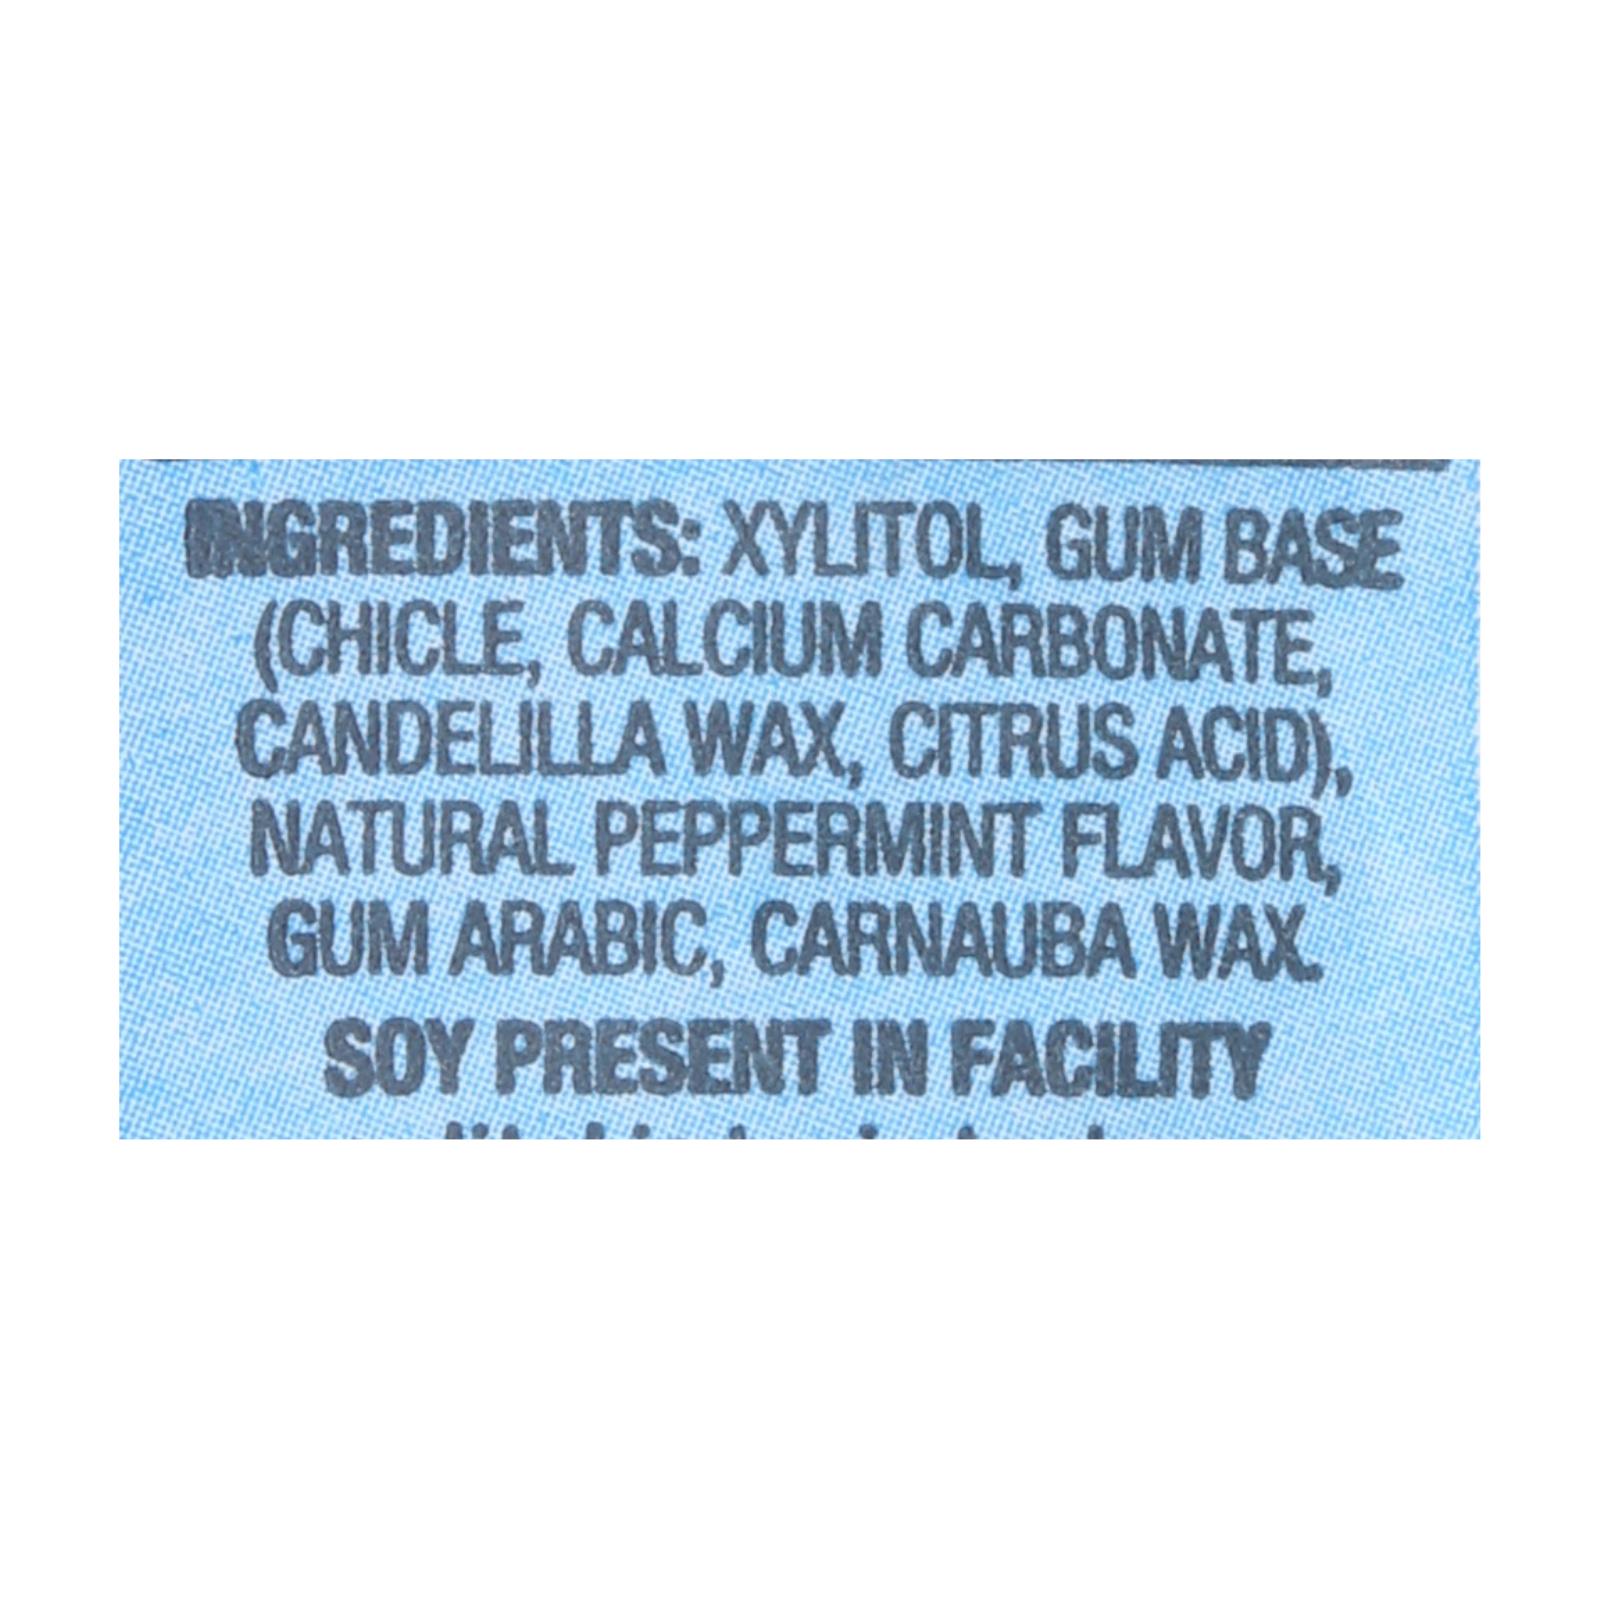 INGREDIENTS: XYLITOL, GUM BASE
(CHICLE, CALCIUM CARBONATE,
CANDELILLA WAX, CITRUS ACID),
NATURAL PEPPERMINT FLAVOR,
GUM ARABIC, CARNAUBA WAX.
SOY PRESENT IN FACILITY